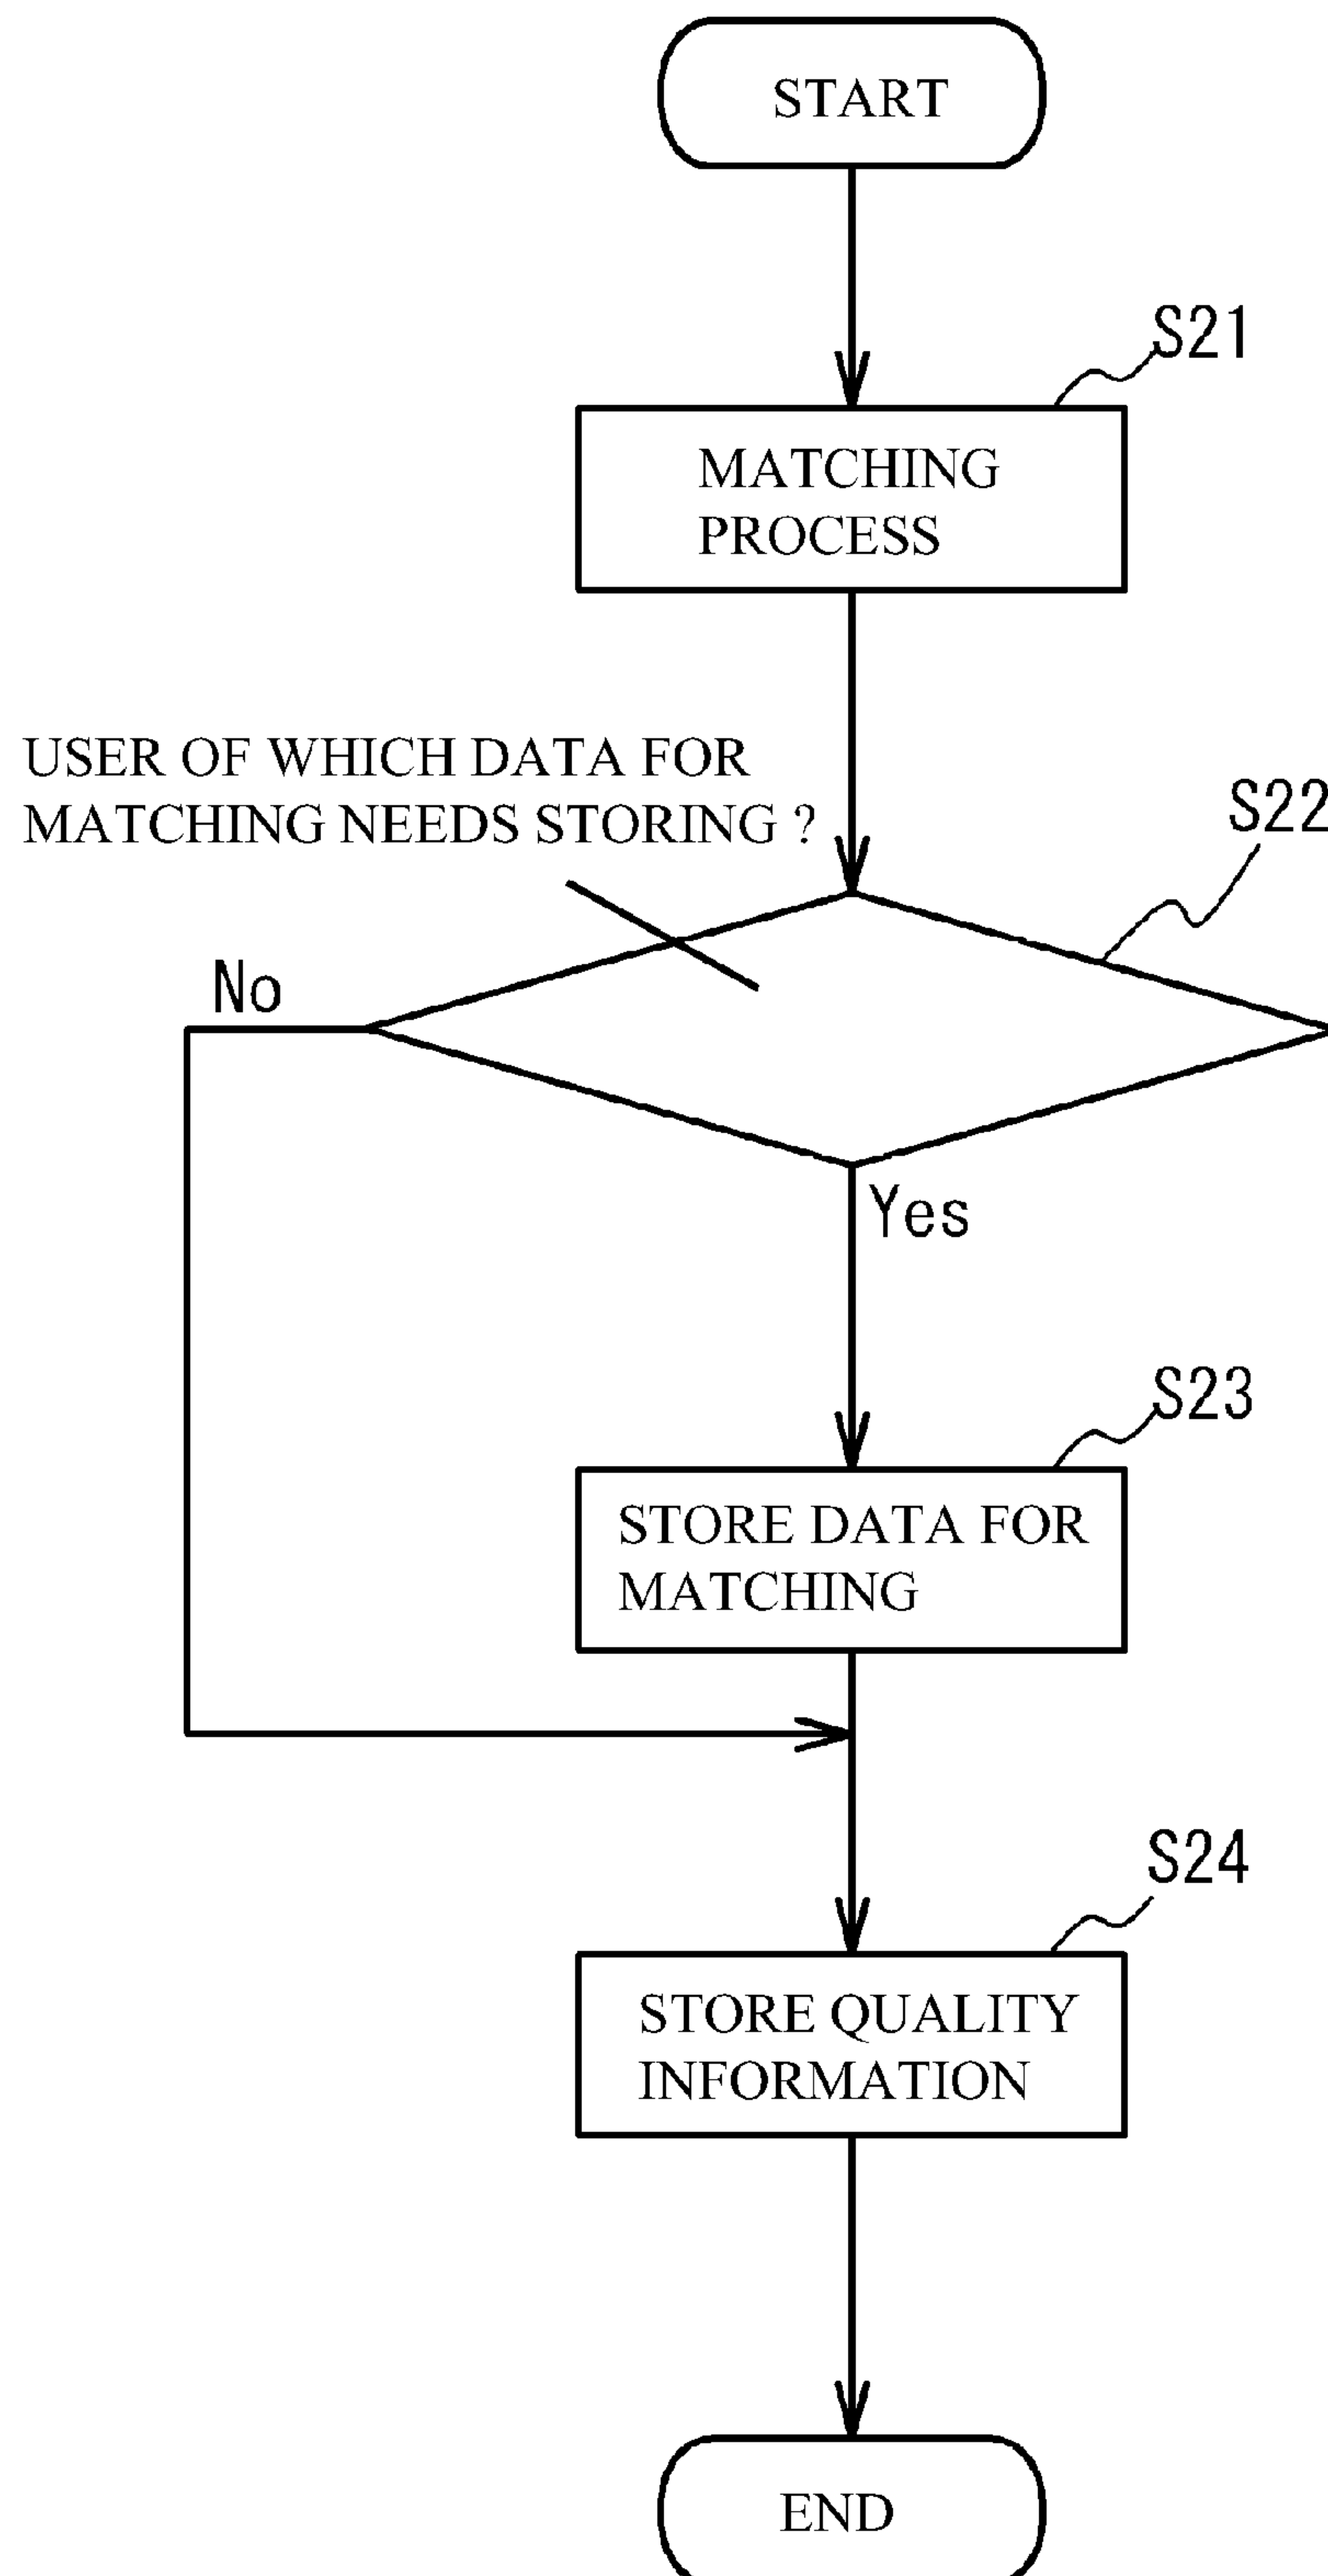 START
S21
MATCHING
PROCESS
USER OF WHICH DATA FOR
MATCHING NEEDS STORING ?
S22
No
Yes
S23
STORE DATA FOR
MATCHING
S24
STORE QUALITY
INFORMATION
END